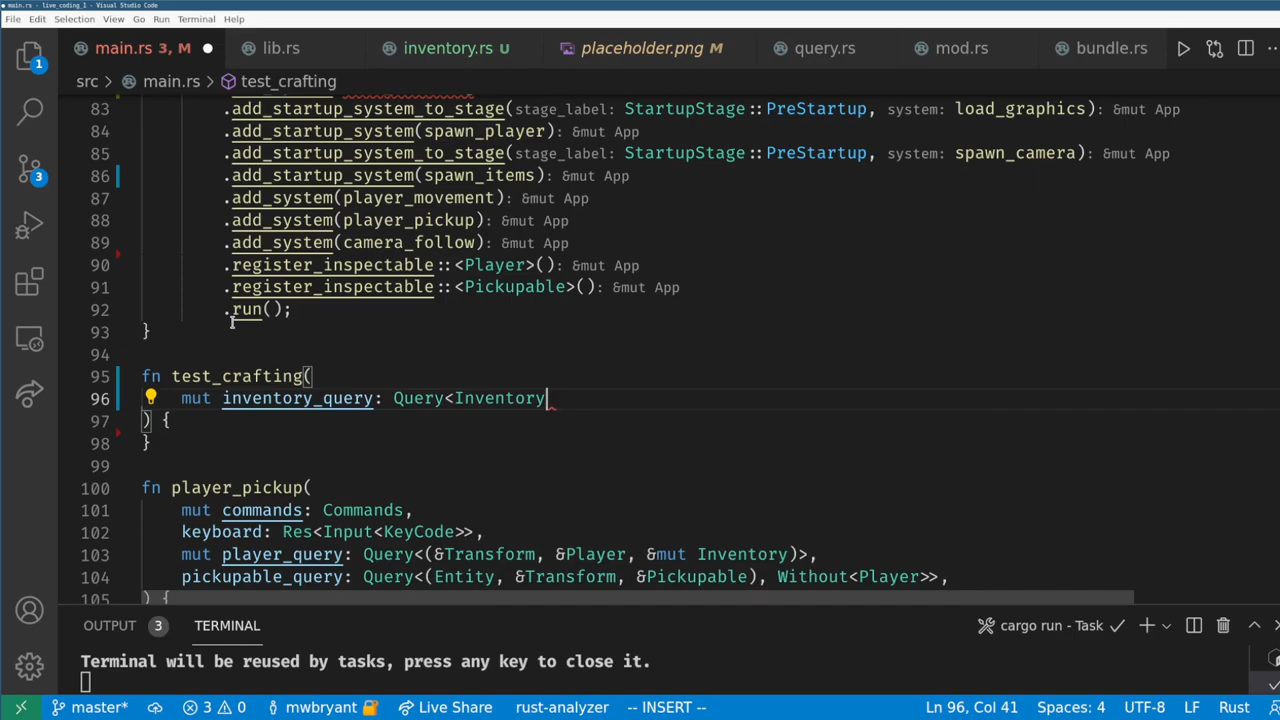 main.rs - live_coding_1 - Visual Studio Code
File Edit Selection View Go Run Terminal Help
main.rs 3, M lib.rs inventory.rs U placeholder.png M query.rs mod.rs bundle.rs
src > main.rs > test_crafting
83 .add_startup_system_to_stage(stage_label: StartupStage::PreStartup, system: load_graphics): &mut App
84 .add_startup_system(spawn_player): &mut App
85 .add_startup_system_to_stage(stage_label: StartupStage::PreStartup, system: spawn_camera): &mut App
86 .add_startup_system(spawn_items): &mut App
87 .add_system(player_movement): &mut App
88 .add_system(player_pickup): &mut App
89 .add_system(camera_follow): &mut App
90 .register_inspectable::<Player>(): &mut App
91 .register_inspectable::<Pickupable>(): &mut App
92 .run();
93 }
94
95 fn test_crafting(
96 mut inventory_query: Query<Inventory
97 ) {
98 }
99
100 fn player_pickup(
101 mut commands: Commands,
102 keyboard: Res<Input<KeyCode>>,
103 mut player_query: Query<(&Transform, &Player, &mut Inventory)>,
104 pickupable_query: Query<(Entity, &Transform, &Pickupable), Without<Player>>,
105 ) {
1
3
OUTPUT 3 TERMINAL cargo run - Task
Terminal will be reused by tasks, press any key to close it.
master* 3 0 mwbryant Live Share rust-analyzer -- INSERT -- Ln 96, Col 41 Spaces: 4 UTF-8 LF Rust